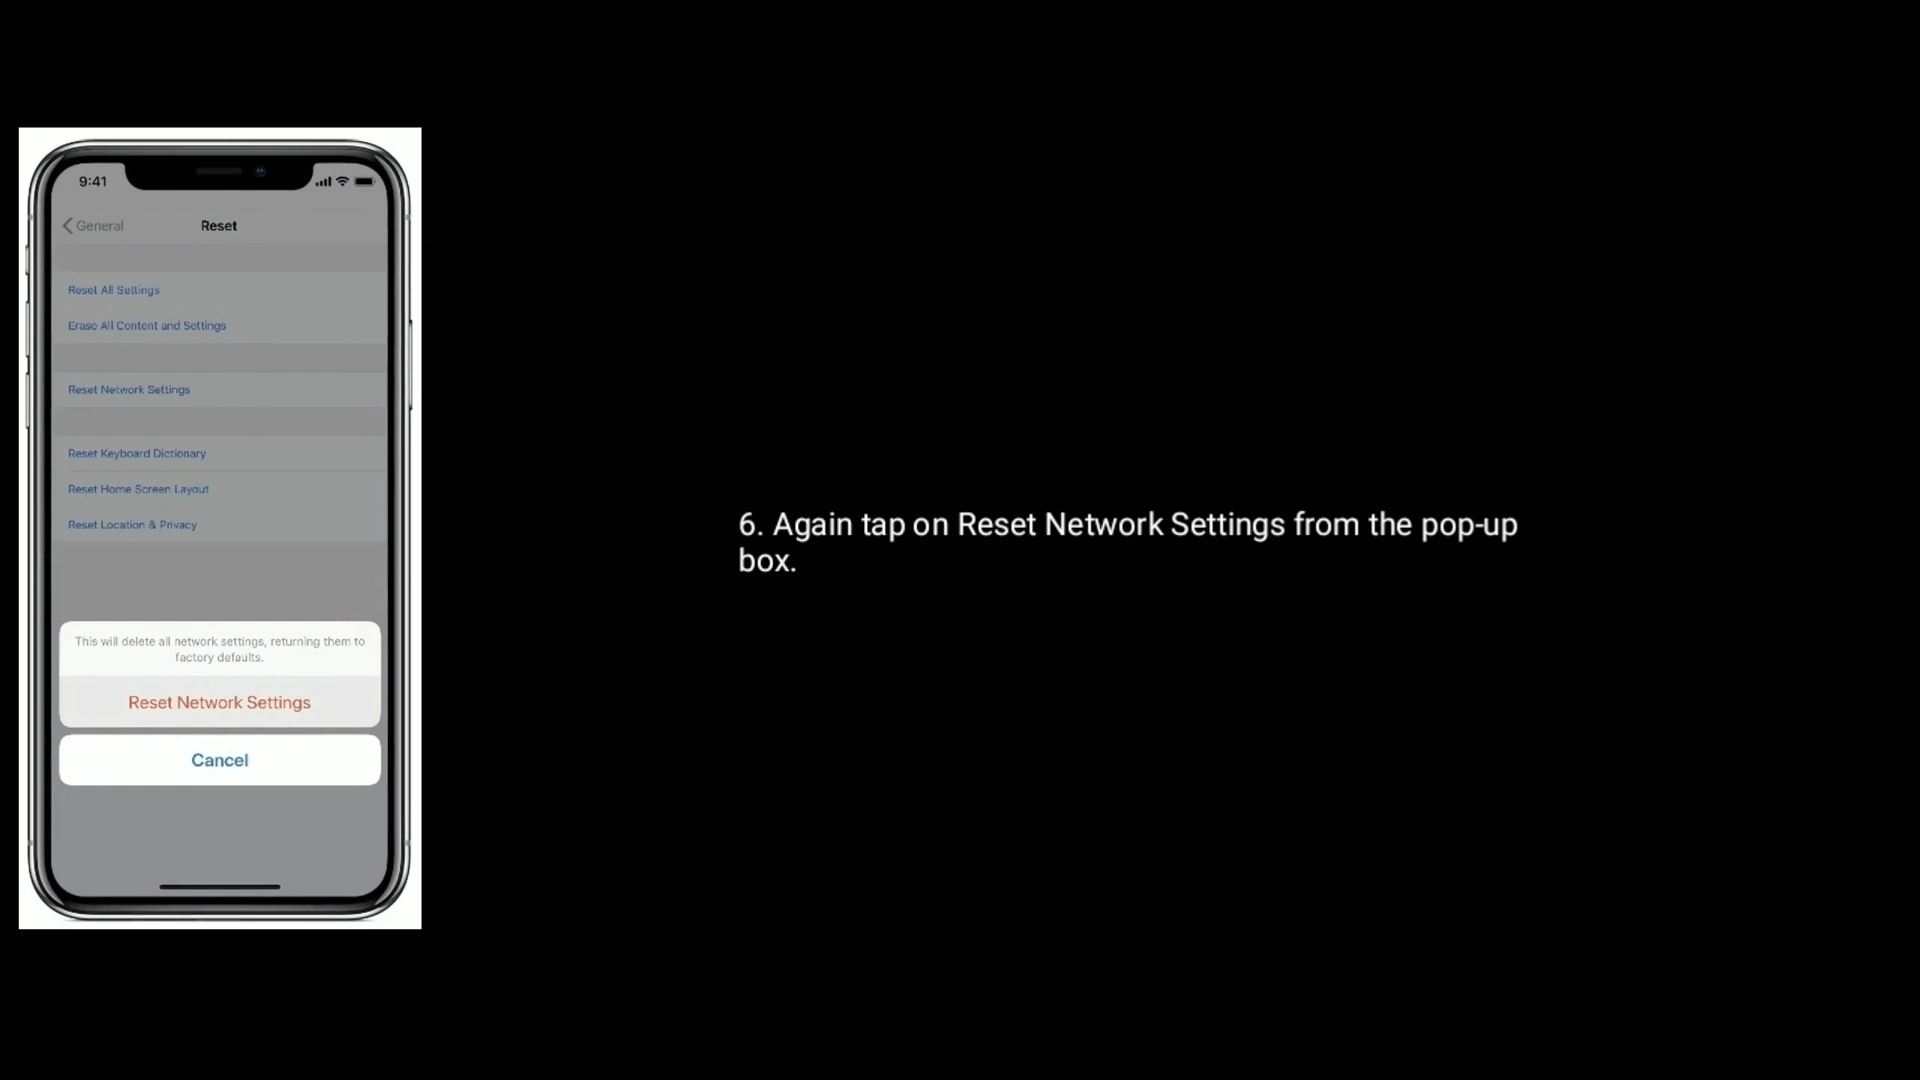 9:41
General
Reset
Reset All Settings
Erase All Content and Settings
Reset Network Settings
Reset Keyboard Dictionary
Reset Home Screen Layout
Reset Location & Privacy
This will delete all network settings, returning them to
factory defaults.
Reset Network Settings
Cancel
6. Again tap on Reset Network Settings from the pop-up
box.